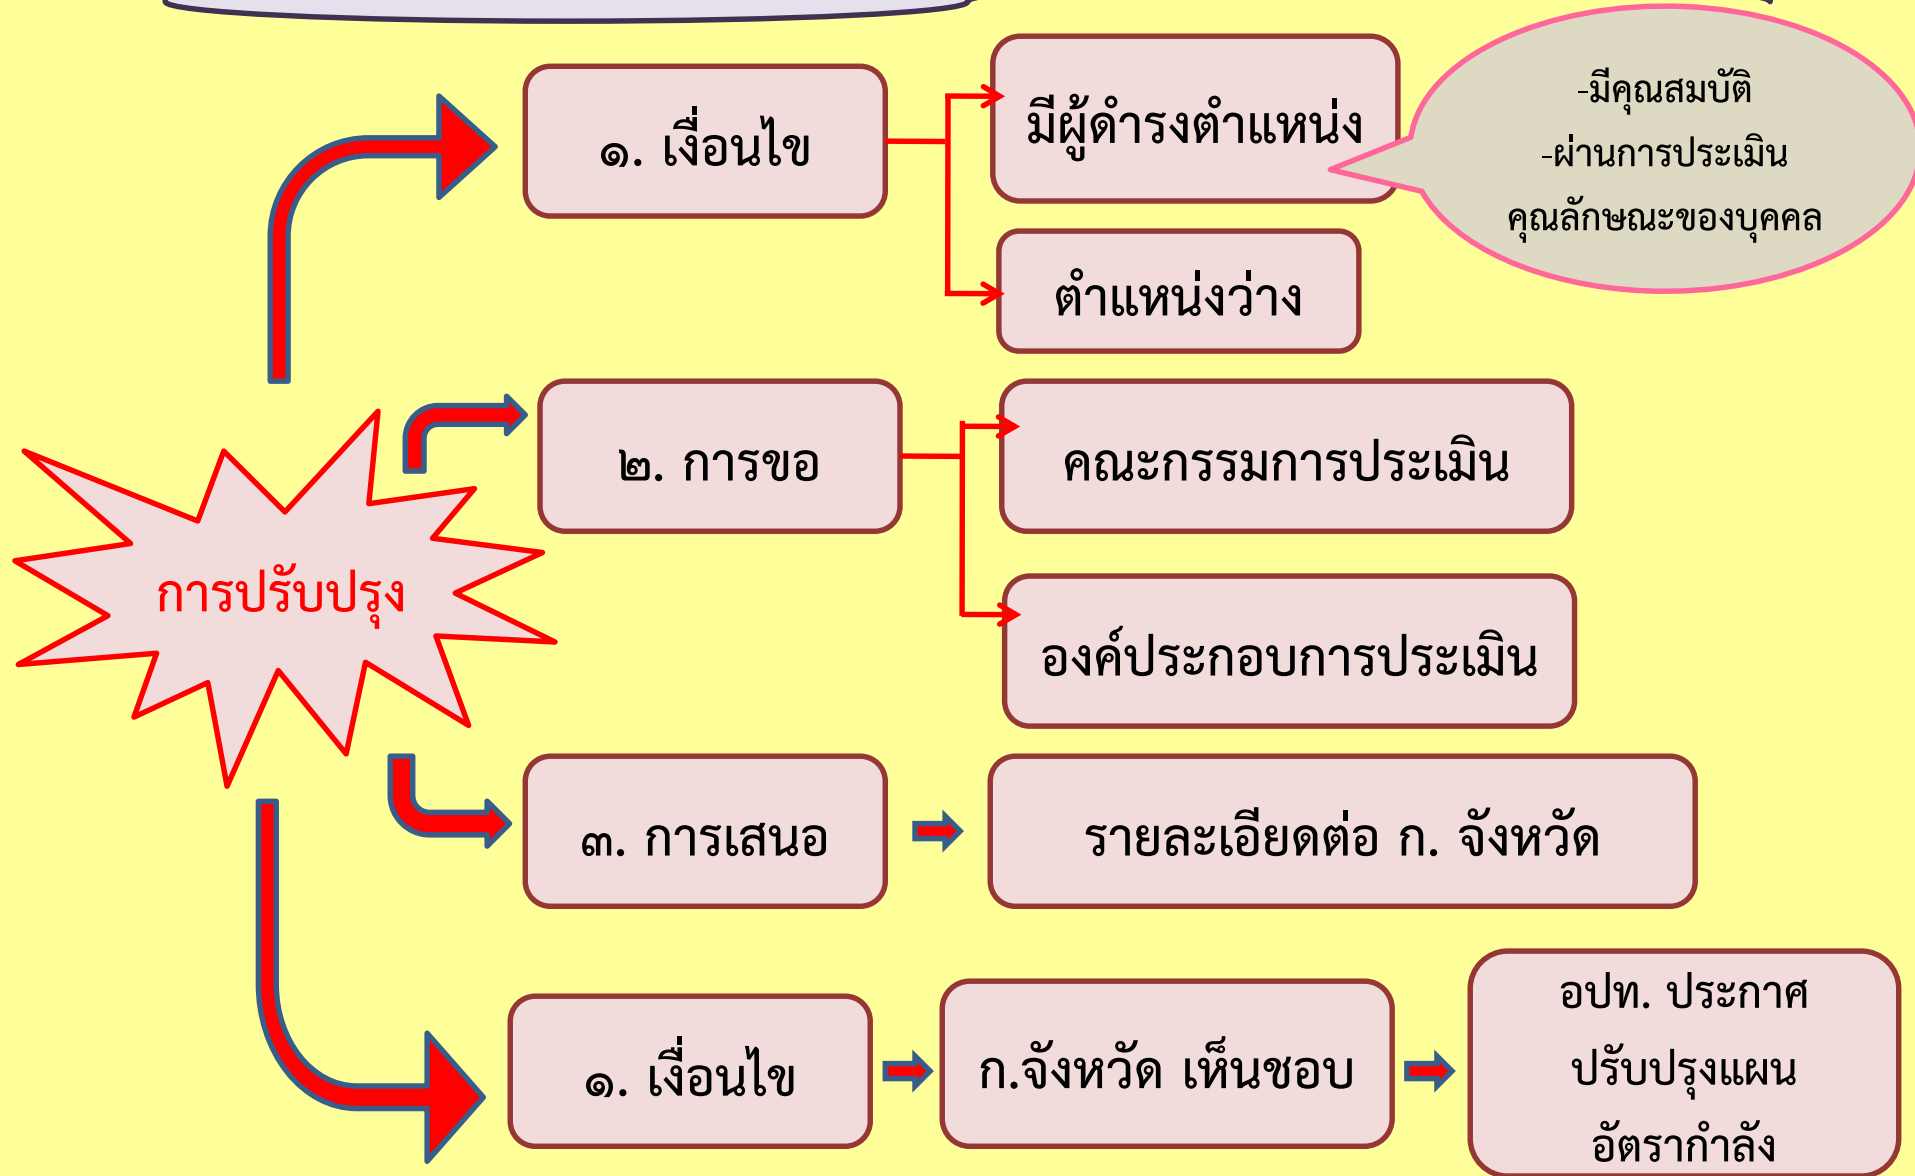 ๑. เงื่อนไข
มีผู้ดำรงตำแหน่ง
-มีคุณสมบัติ
-ผ่านการประเมิน
คุณลักษณะของบุคคล
ตำแหน่งว่าง
๒. การขอ
คณะกรรมการประเมิน
องค์ประกอบการประเมิน
การปรับปรุง
๓. การเสนอ
รายละเอียดต่อ ก. จังหวัด
๑. เงื่อนไข
ก.จังหวัด เห็นชอบ
อปท. ประกาศ
ปรับปรุงแผน
อัตรากำลัง